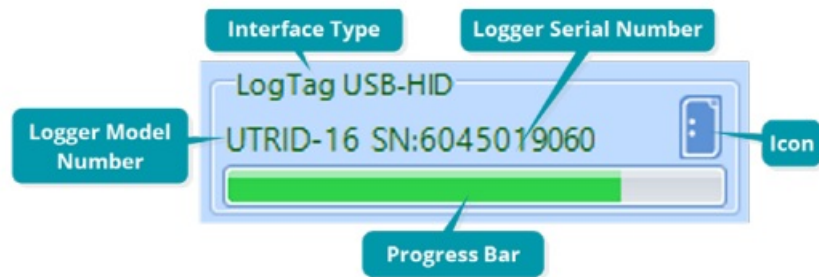 Interface Type
Logger Serial Number
LogTag USB-HID
Logger Model
Number
UTRID-16 SN:6045019060
Icon
Progress Bar